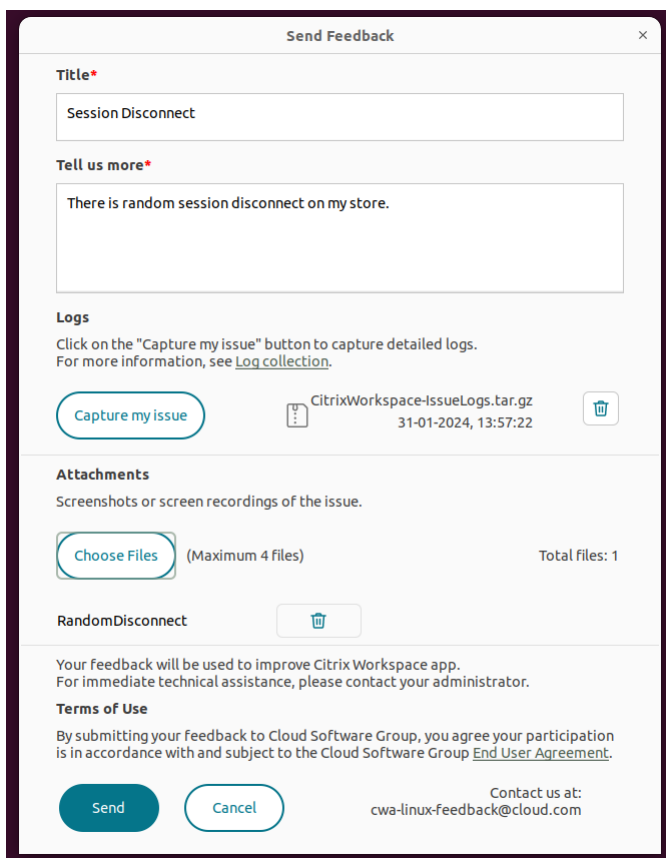 Send Feedback
×
Title*
Session Disconnect
Tell us more*
There is random session disconnect on my store.
Logs
Click on the "Capture my issue" button to capture detailed logs.
For more information, see Log collection.
Capture my issue
CitrixWorkspace-IssueLogs.tar.gz
31-01-2024, 13:57:22
Attachments
Screenshots or screen recordings of the issue.
Choose Files
(Maximum 4 files)
Total files: 1
RandomDisconnect
Your feedback will be used to improve Citrix Workspace app.
For immediate technical assistance, please contact your administrator.
Terms of Use
By submitting your feedback to Cloud Software Group, you agree your participation
is in accordance with and subject to the Cloud Software Group End User Agreement.
Send
Cancel
Contact us at:
cwa-linux-feedback@cloud.com